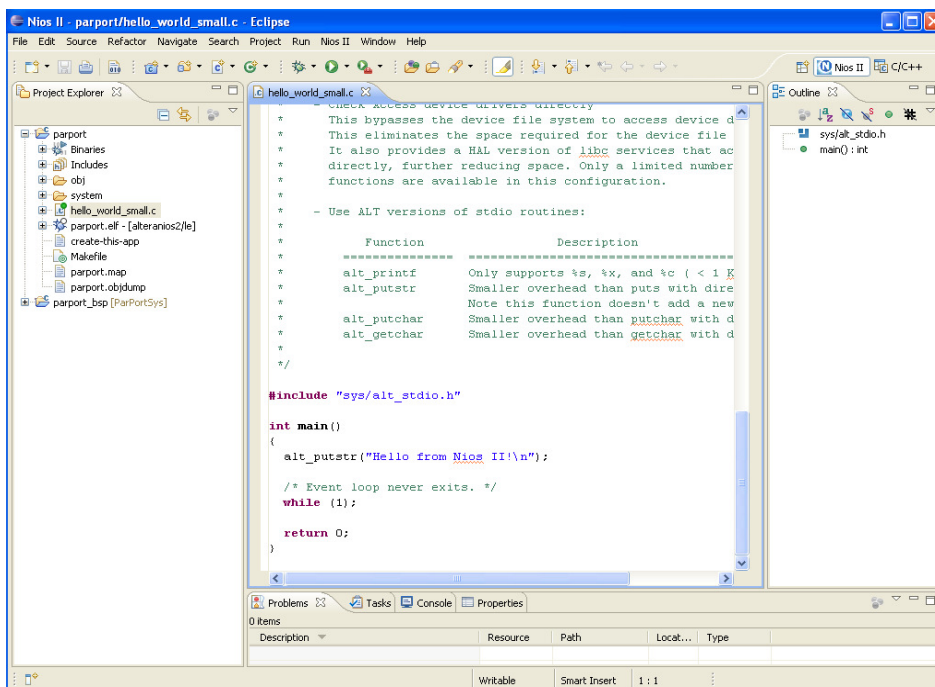 Nios II - parport/hello_world_small.c - Eclipse
File Edit Source Refactor Navigate Search Project Run Nios II Window Help
Nios II C/C++
Project Explorer
parport
Binaries
Includes
obj
system
hello_world_small.c
parport.elf - [alteranios2/le]
create-this-app
Makefile
parport.map
parport.objdump
parport_bsp [ParPortSys]
hello_world_small.c
* - Check Access device drivers directly
* This bypasses the device file system to access device d
* This eliminates the space required for the device file
* It also provides a HAL version of libc services that ac
* directly, further reducing space. Only a limited number
* functions are available in this configuration.
*
* - Use ALT versions of stdio routines:
*
* Function Description
* =============== =====================================
* alt_printf Only supports %s, %x, and %c ( < 1 K
* alt_putstr Smaller overhead than puts with dire
* Note this function doesn't add a new
* alt_putchar Smaller overhead than putchar with d
* alt_getchar Smaller overhead than getchar with d
*
*/
#include "sys/alt_stdio.h"
int main()
{
alt_putstr("Hello from Nios II!\n");
/* Event loop never exits. */
while (1);
return 0;
}
Outline
sys/alt_stdio.h
main() : int
Problems Tasks Console Properties
0 items
Description Resource Path Locat... Type
Writable Smart Insert 1 : 1